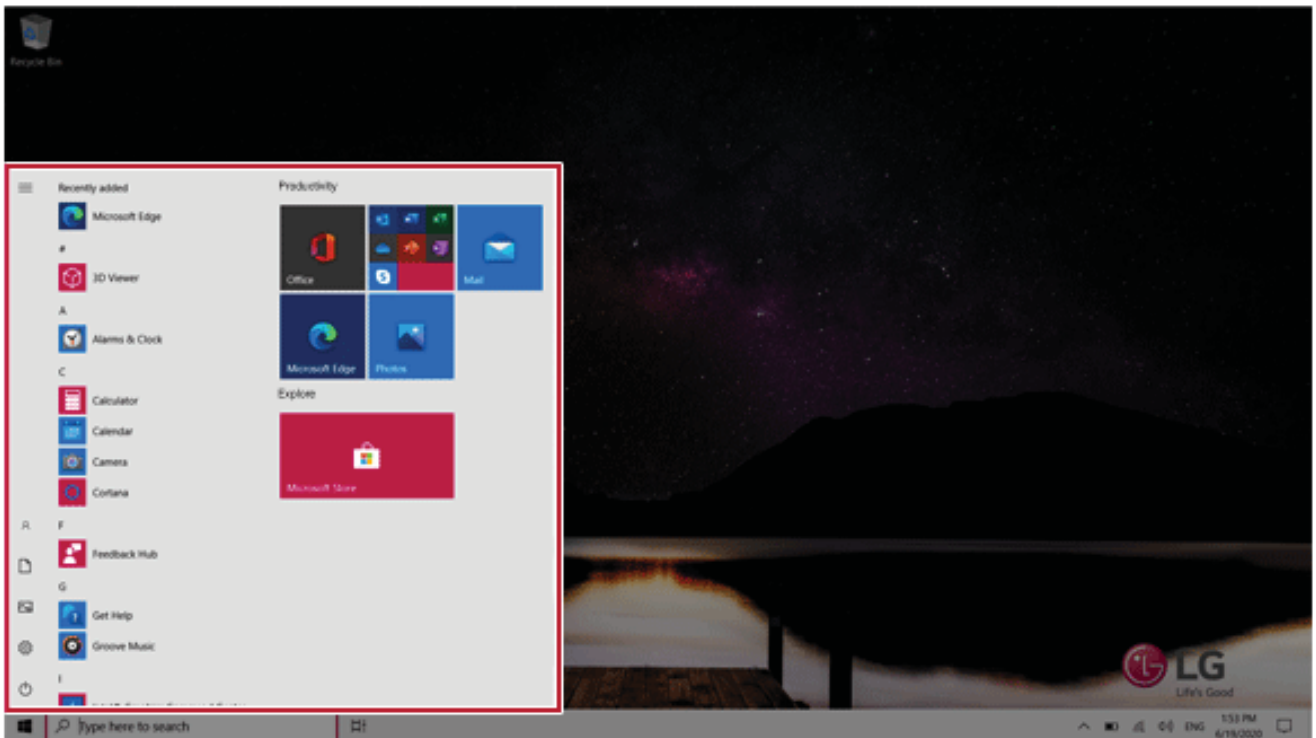 Recycle Bin
Recently added
Microsoft Edge
#
3D Viewer
A
Alarms & Clock
C
Calculator
Calendar
Camera
Cortana
F
Feedback Hub
G
Get Help
Groove Music
I
Productivity
Office
Mail
Microsoft Edge
Photos
Explore
Microsoft Store
LG
Life's Good
Type here to search
ENG
1:53 PM
6/19/2020